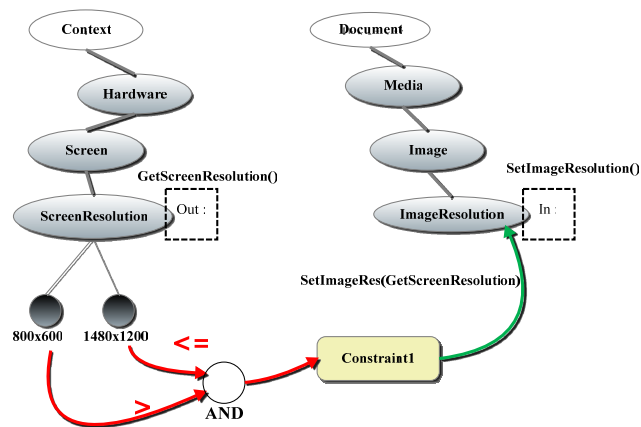 Context
Document
Hardware
Media
Screen
Image
GetScreenResolution()
SetImageResolution()
ScreenResolution
Out :
ImageResolution
In :
SetImageRes(GetScreenResolution)
800x600
1480x1200
<=
Constraint1
>
AND